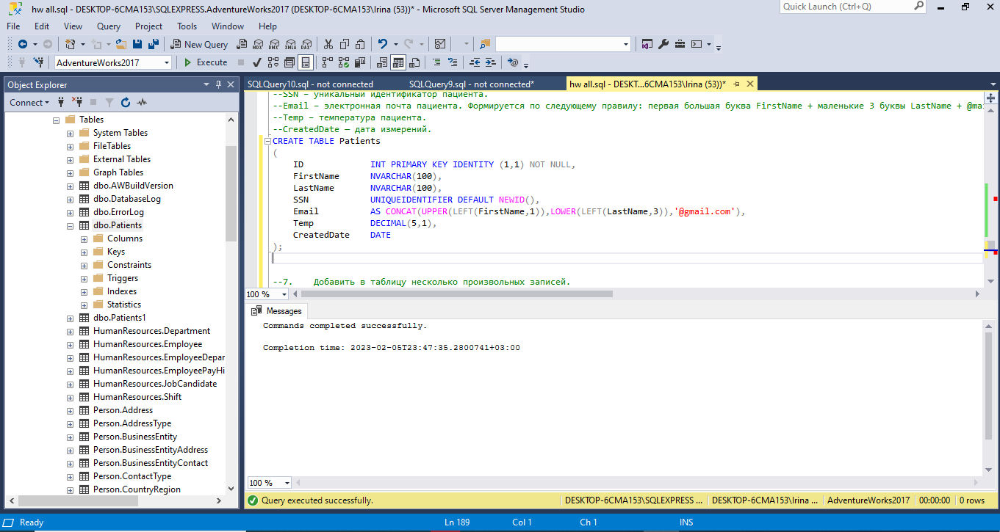 hw all.sql - DESKTOP-6CMA153\SQLEXPRESS.AdventureWorks2017 (DESKTOP-6CMA153\Irina (53))* - Microsoft SQL Server Management Studio
Quick Launch (Ctrl+Q)
File Edit View Query Project Tools Window Help
New Query MDX DMX XMLA DAX
AdventureWorks2017 Execute
Object Explorer
Connect
Tables
System Tables
FileTables
External Tables
Graph Tables
dbo.AWBuildVersion
dbo.DatabaseLog
dbo.ErrorLog
dbo.Patients
Columns
Keys
Constraints
Triggers
Indexes
Statistics
dbo.Patients1
HumanResources.Department
HumanResources.Employee
HumanResources.EmployeeDepar
HumanResources.EmployeePayHi
HumanResources.JobCandidate
HumanResources.Shift
Person.Address
Person.AddressType
Person.BusinessEntity
Person.BusinessEntityAddress
Person.BusinessEntityContact
Person.ContactType
Person.CountryRegion
SQLQuery10.sql - not connected SQLQuery9.sql - not connected* hw all.sql - DESKT...6CMA153\Irina (53))*
--SSN – уникальный идентификатор пациента.
--Email – электронная почта пациента. Формируется по следующему правилу: первая большая буква FirstName + маленькие 3 буквы LastName + @mai
--Temp – температура пациента.
--CreatedDate – дата измерений.
CREATE TABLE Patients
(
ID INT PRIMARY KEY IDENTITY (1,1) NOT NULL,
FirstName NVARCHAR(100),
LastName NVARCHAR(100),
SSN UNIQUEIDENTIFIER DEFAULT NEWID(),
Email AS CONCAT(UPPER(LEFT(FirstName,1)),LOWER(LEFT(LastName,3)),'@gmail.com'),
Temp DECIMAL(5,1),
CreatedDate DATE
);
--7. Добавить в таблицу несколько произвольных записей.
100 %
Messages
Commands completed successfully.
Completion time: 2023-02-05T23:47:35.2800741+03:00
100 %
Query executed successfully. DESKTOP-6CMA153\SQLEXPRESS ... DESKTOP-6CMA153\Irina ... AdventureWorks2017 00:00:00 0 rows
Ready Ln 189 Col 1 Ch 1 INS